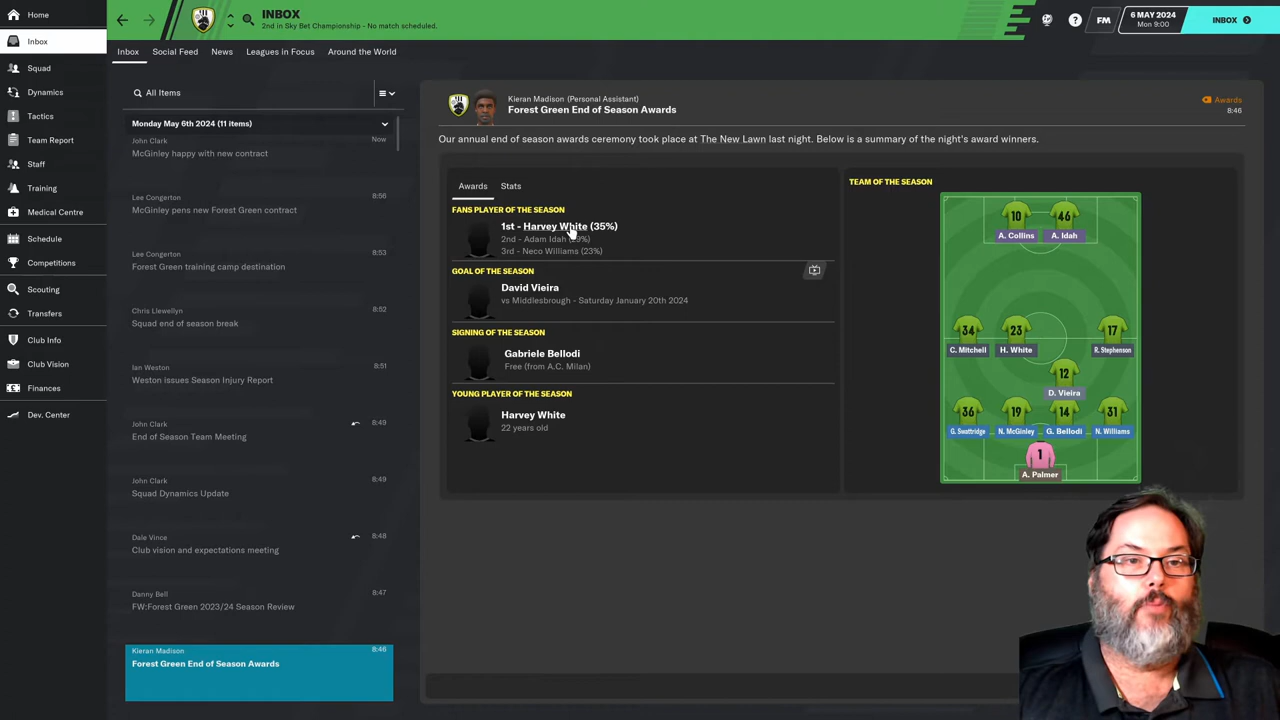 Home
Inbox
Squad
Dynamics
Tactics
Team Report
Staff
Training
Medical Centre
Schedule
Competitions
Scouting
Transfers
Club Info
Club Vision
Finances
Dev. Center
INBOX
2nd in Sky Bet Championship - No match scheduled.
?
FM
6 MAY 2024
Mon 9:00
INBOX
Inbox
Social Feed
News
Leagues in Focus
Around the World
All Items
Monday May 6th 2024 (11 items)
John Clark
Now
McGinley happy with new contract
Lee Congerton
8:56
McGinley pens new Forest Green contract
Lee Congerton
8:53
Forest Green training camp destination
Chris Llewellyn
8:52
Squad end of season break
Ian Weston
8:51
Weston issues Season Injury Report
John Clark
8:49
End of Season Team Meeting
John Clark
8:49
Squad Dynamics Update
Dale Vince
8:48
Club vision and expectations meeting
Danny Bell
8:47
FW:Forest Green 2023/24 Season Review
Kieran Madison
8:46
Forest Green End of Season Awards
Kieran Madison (Personal Assistant)
Forest Green End of Season Awards
Awards
8:46
Our annual end of season awards ceremony took place at The New Lawn last night. Below is a summary of the night's award winners.
Awards
Stats
FANS PLAYER OF THE SEASON
1st - Harvey White (35%)
2nd - Adam Idah
3rd - Neco Williams (23%)
GOAL OF THE SEASON
David Vieira
vs Middlesbrough - Saturday January 20th 2024
SIGNING OF THE SEASON
Gabriele Bellodi
Free (from A.C. Milan)
YOUNG PLAYER OF THE SEASON
Harvey White
22 years old
TEAM OF THE SEASON
10
46
A. Collins
A. Idah
34
23
17
C. Mitchell
H. White
R. Stephenson
12
D. Vieira
36
19
14
31
G. Swattridge
N. McGinley
G. Bellodi
N. Williams
1
A. Palmer